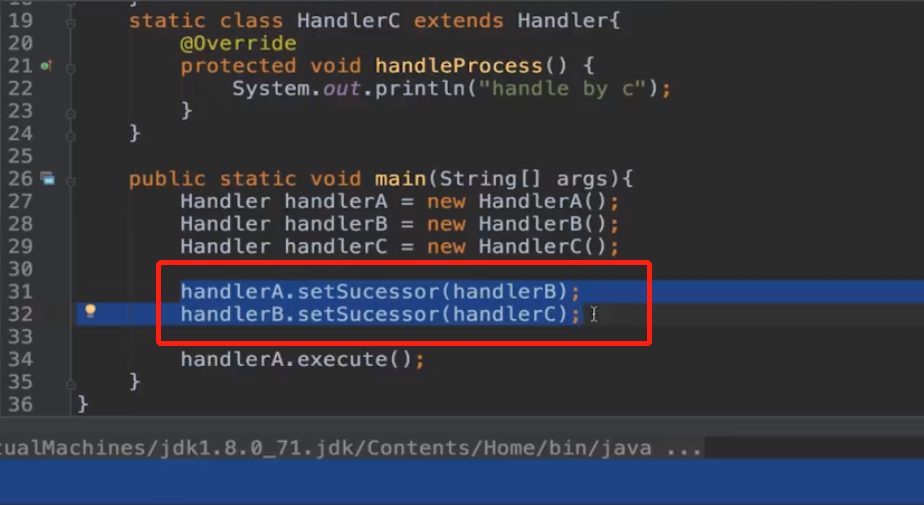 19 static class HandlerC extends Handler{
20 @Override
21 protected void handleProcess() {
22 System.out.println("handle by c");
23 }
24 }
25
26 public static void main(String[] args){
27 Handler handlerA = new HandlerA();
28 Handler handlerB = new HandlerB();
29 Handler handlerC = new HandlerC();
30
31 handlerA.setSucessor(handlerB);
32 handlerB.setSucessor(handlerC);
33
34 handlerA.execute();
35 }
36 }
tualMachines/jdk1.8.0_71.jdk/Contents/Home/bin/java ...